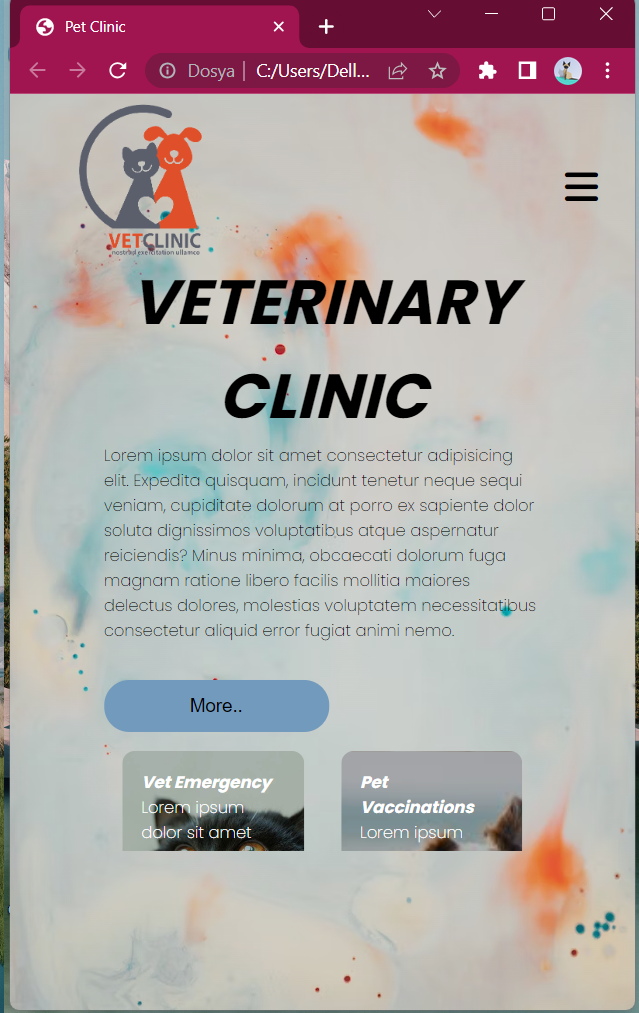 Pet Clinic
Dosya
C:/Users/Dell...
VETCLINIC
nostrud exercitation ullamco
VETERINARY
CLINIC
Lorem ipsum dolor sit amet consectetur adipisicing
elit. Expedita quisquam, incidunt tenetur neque sequi
veniam, cupiditate dolorum at porro ex sapiente dolor
soluta dignissimos voluptatibus atque aspernatur
reiciendis? Minus minima, obcaecati dolorum fuga
magnam ratione libero facilis mollitia maiores
delectus dolores, molestias voluptatem necessitatibus
consectetur aliquid error fugiat animi nemo.
More..
Vet Emergency
Lorem ipsum
dolor sit amet
Pet
Vaccinations
Lorem ipsum